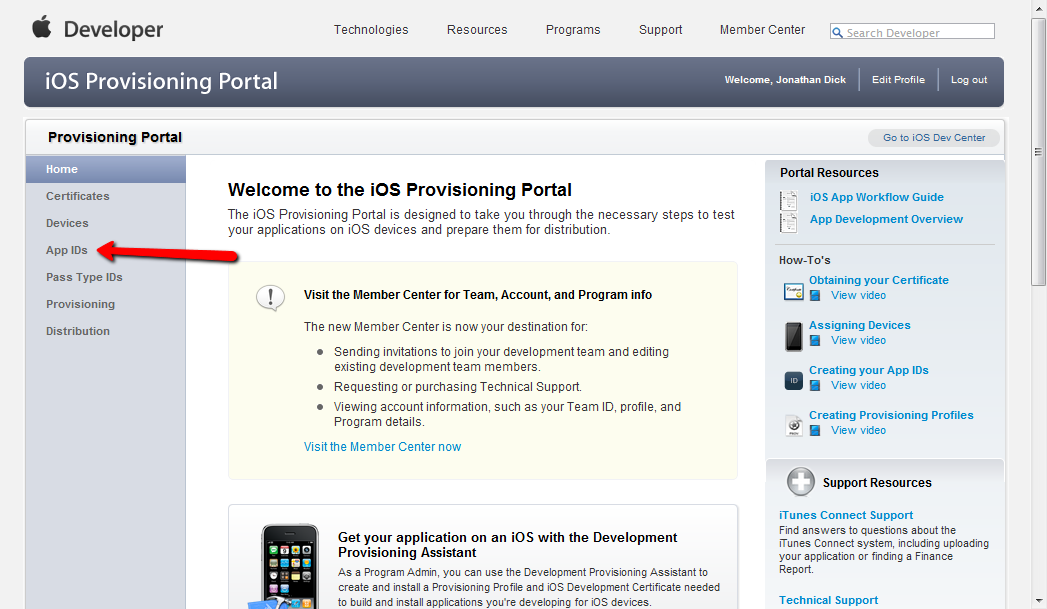 Developer
Technologies
Resources
Programs
Support
Member Center
Search Developer
iOS Provisioning Portal
Welcome, Jonathan Dick
Edit Profile
Log out
Provisioning Portal
Go to iOS Dev Center
Home
Certificates
Devices
App IDs
Pass Type IDs
Provisioning
Distribution
Welcome to the iOS Provisioning Portal
The iOS Provisioning Portal is designed to take you through the necessary steps to test
your applications on iOS devices and prepare them for distribution.
Visit the Member Center for Team, Account, and Program info
The new Member Center is now your destination for:
Sending invitations to join your development team and editing
existing development team members.
Requesting or purchasing Technical Support.
Viewing account information, such as your Team ID, profile, and
Program details.
Visit the Member Center now
Get your application on an iOS with the Development
Provisioning Assistant
As a Program Admin, you can use the Development Provisioning Assistant to
create and install a Provisioning Profile and iOS Development Certificate needed
to build and install applications you're developing for iOS devices.
Portal Resources
iOS App Workflow Guide
App Development Overview
How-To's
Obtaining your Certificate
View video
Assigning Devices
View video
ID
Creating your App IDs
View video
Creating Provisioning Profiles
View video
Support Resources
iTunes Connect Support
Find answers to questions about the
iTunes Connect system, including uploading
your application or finding a Finance
Report.
Technical Support